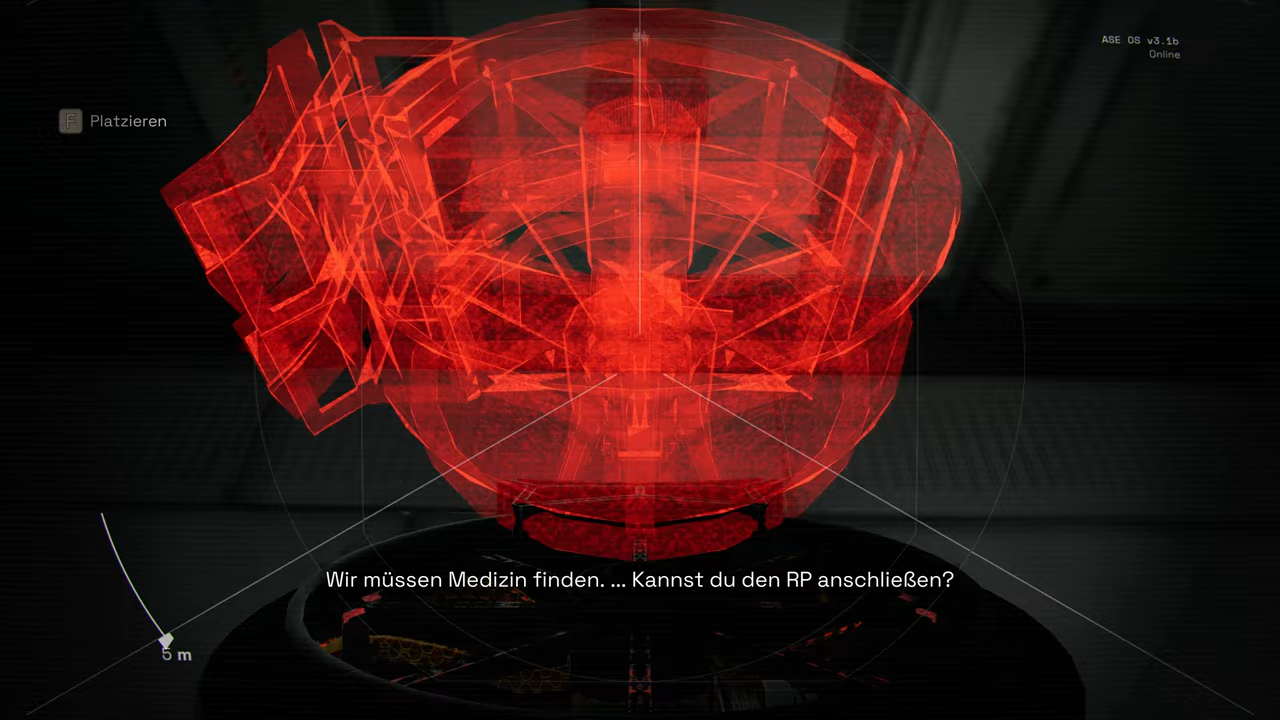 ASE OS v3.1b
Online
F Platzieren
Wir müssen Medizin finden. ... Kannst du den RP anschließen?
5 m